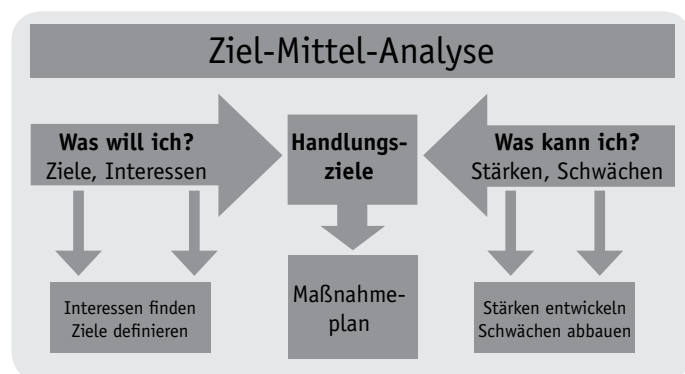 Ziel-Mittel-Analyse
Was will ich?
Ziele, Interessen
Handlungs-
ziele
Was kann ich?
Stärken, Schwächen
Interessen finden
Ziele definieren
Maßnahme-
plan
Stärken entwickeln
Schwächen abbauen